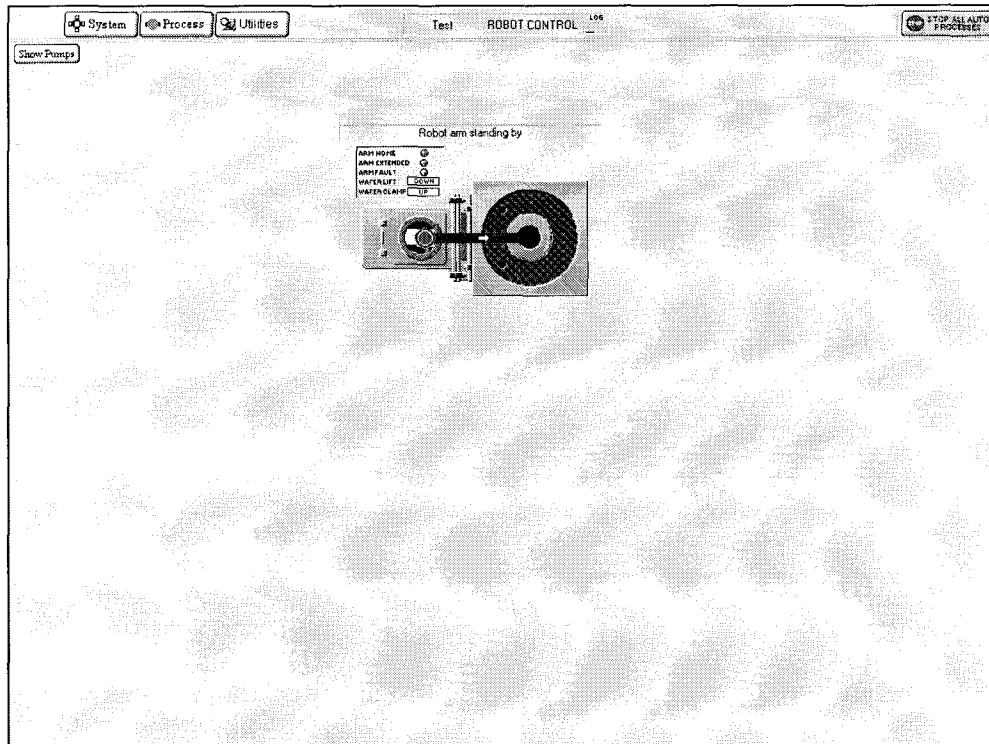 System Process Utilities Test ROBOT CONTROL LOG STOP ALL AUTO
PROCESSES
Show Pumps
Robot arm standing by
ARM HOME
ARM EXTENDED
ARM FAULT
WAFER LIFT DOWN
WAFER CLAMP UP